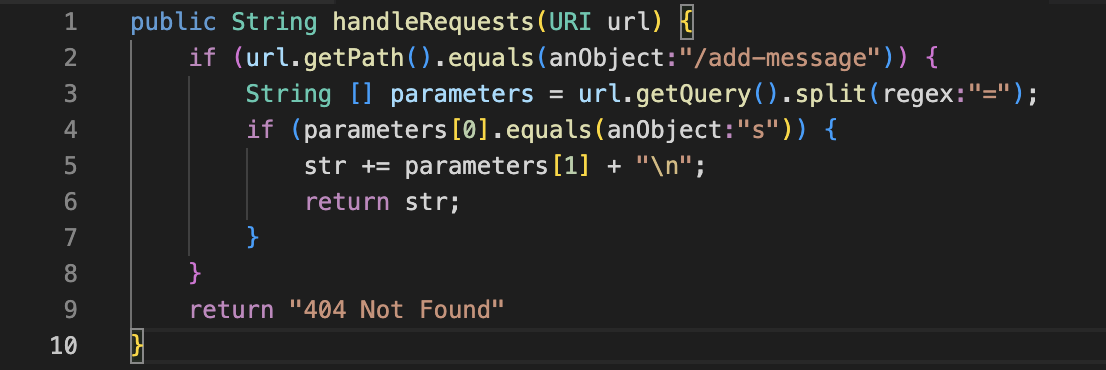 1 public String handleRequests(URI url) {
2 if (url.getPath().equals(anObject:"/add-message")) {
3 String [] parameters = url.getQuery().split(regex:"=");
4 if (parameters[0].equals(anObject:"s")) {
5 str += parameters[1] + "\n";
6 return str;
7 }
8 }
9 return "404 Not Found"
10 }